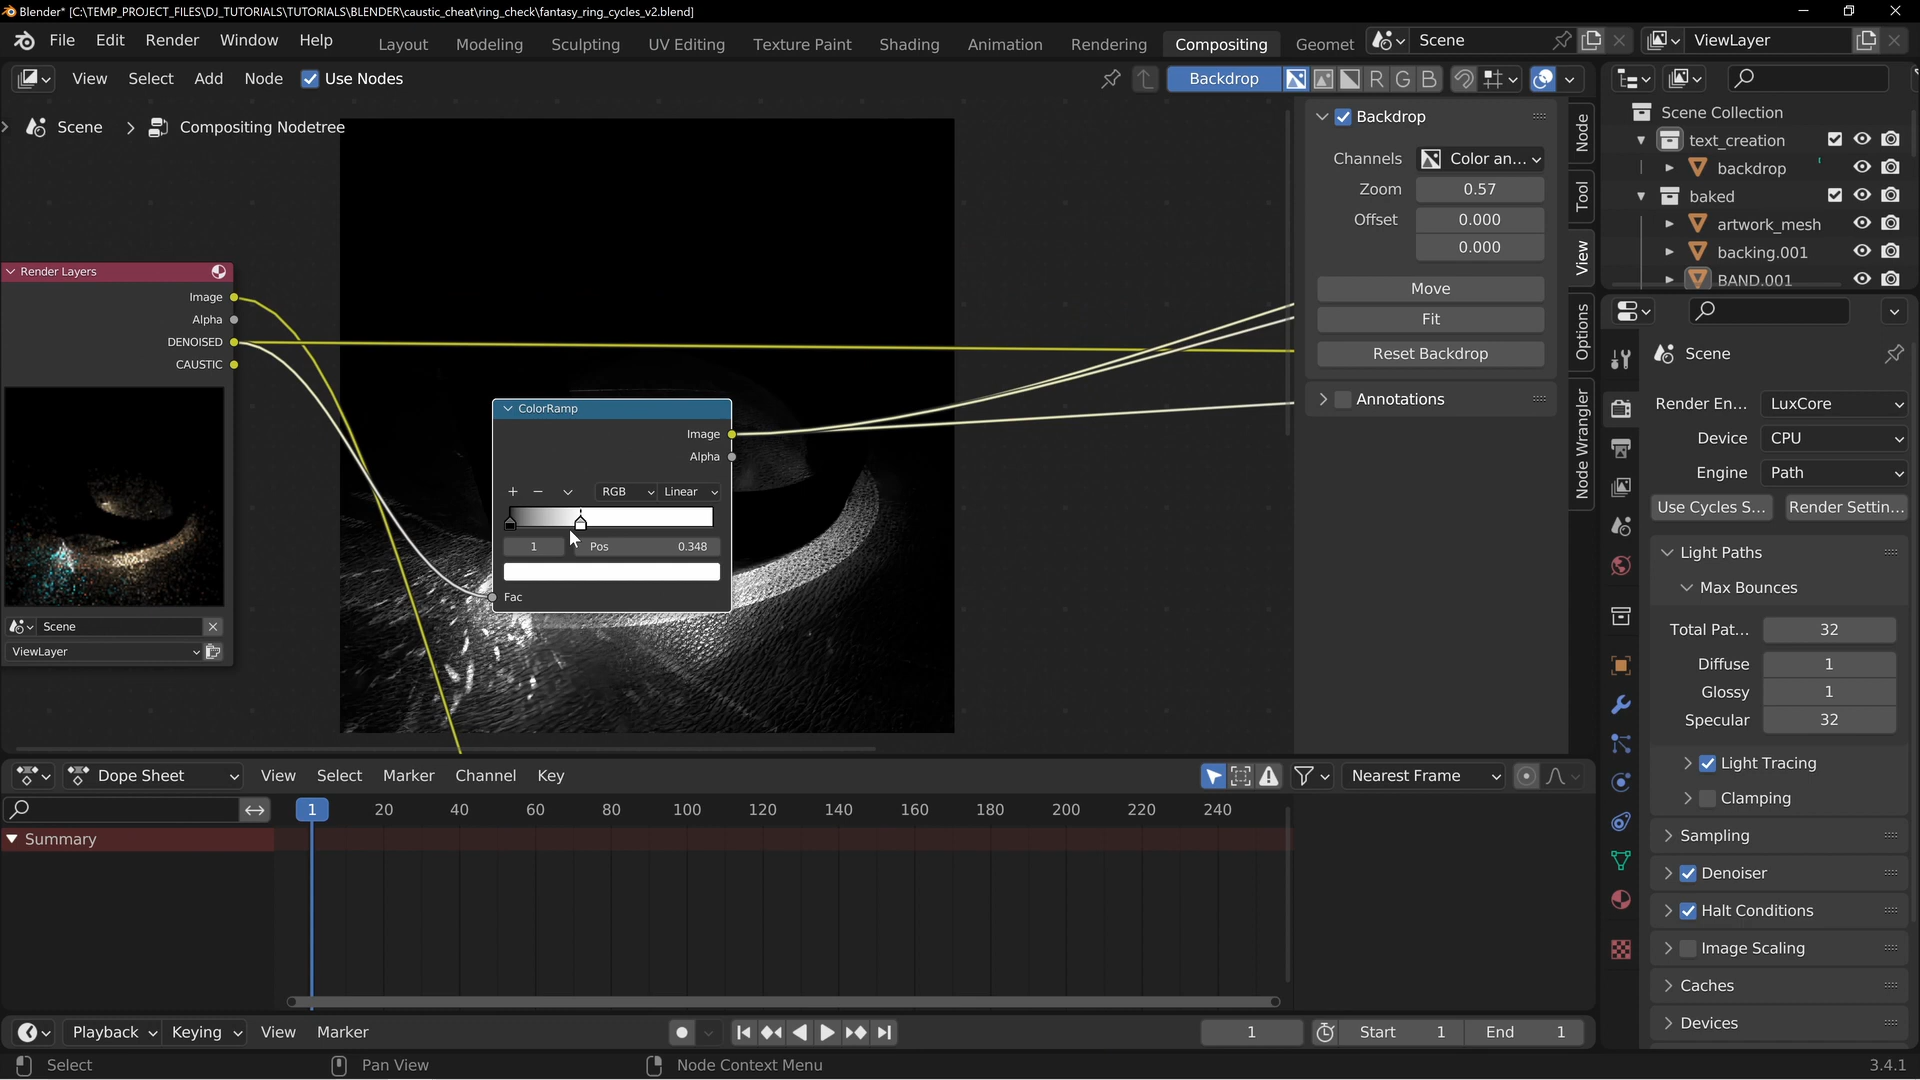 Blender* [C:\TEMP_PROJECT_FILES\DJ_TUTORIALS\TUTORIALS\BLENDER\caustic_cheat\ring_check\fantasy_ring_cycles_v2.blend]
File Edit Render Window Help Layout Modeling Sculpting UV Editing Texture Paint Shading Animation Rendering Compositing Geomet Scene ViewLayer
View Select Add Node Use Nodes Backdrop R G B
Scene > Compositing Nodetree
Render Layers
Image
Alpha
DENOISED
CAUSTIC
Scene
ViewLayer
ColorRamp
Image
Alpha
RGB Linear
1 Pos 0.348
Fac
Backdrop
Channels Color an...
Zoom 0.57
Offset 0.000
0.000
Move
Fit
Reset Backdrop
Annotations
Node
Tool
View
Options
Node Wrangler
Scene Collection
text_creation
backdrop
baked
artwork_mesh
backing.001
BAND.001
Scene
Render En... LuxCore
Device CPU
Engine Path
Use Cycles S... Render Settin...
Light Paths
Max Bounces
Total Pat... 32
Diffuse 1
Glossy 1
Specular 32
Light Tracing
Clamping
Sampling
Denoiser
Halt Conditions
Image Scaling
Caches
Devices
Dope Sheet View Select Marker Channel Key Nearest Frame
1 20 40 60 80 100 120 140 160 180 200 220 240
Summary
Playback Keying View Marker 1 Start 1 End 1
Select Pan View Node Context Menu 3.4.1